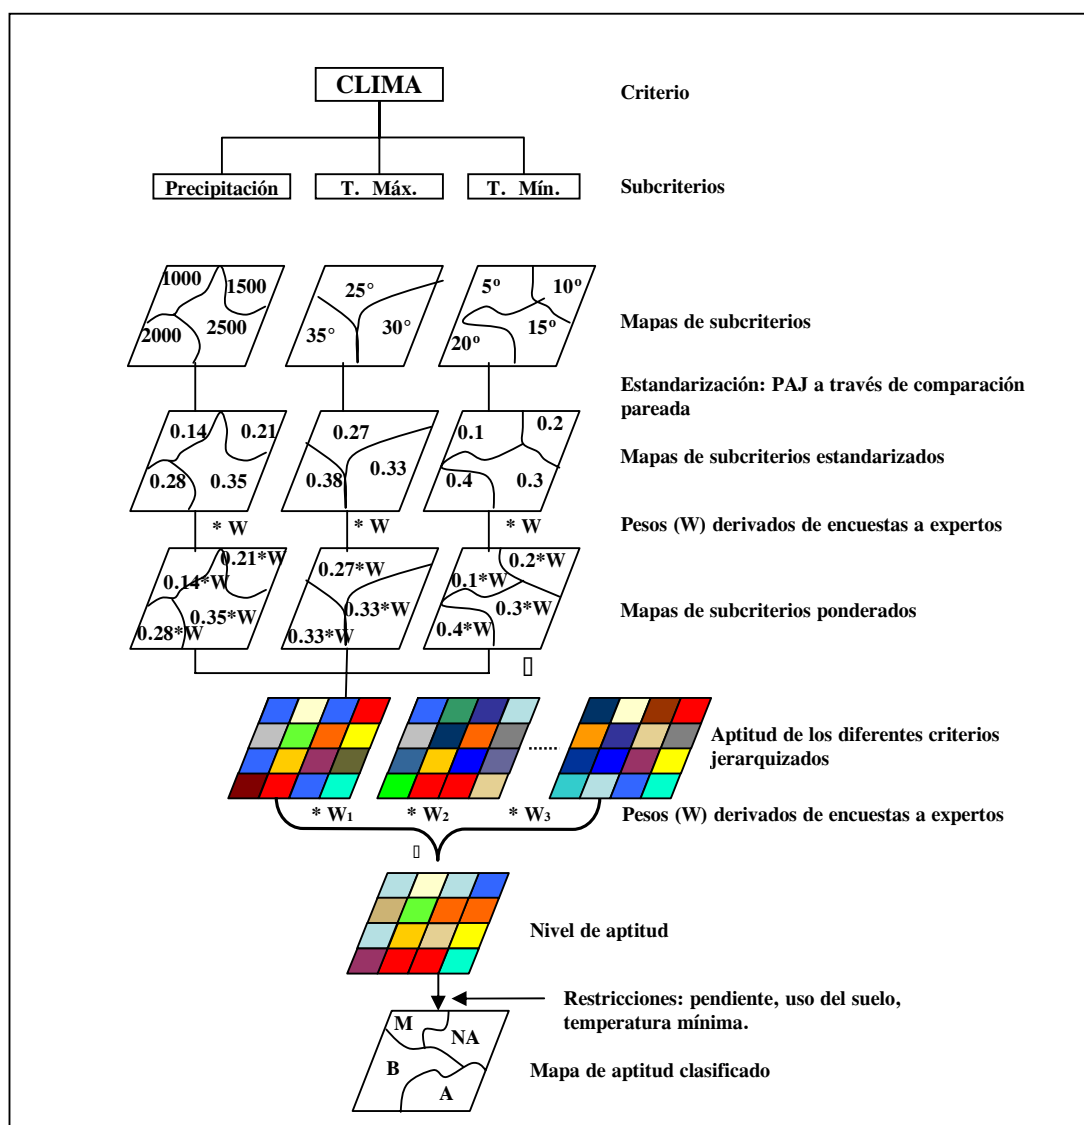 CLIMA
Criterio
Precipitación
T. Máx.
T. Mín.
Subcriterios
1000
1500
2000
2500
25°
35°
30°
5º
10º
15º
20º
Mapas de subcriterios
Estandarización: PAJ a través de comparación
pareada
0.14
0.21
0.28
0.35
0.27
0.38
0.33
0.1
0.2
0.4
0.3
Mapas de subcriterios estandarizados
* W
* W
* W
Pesos (W) derivados de encuestas a expertos
0.21*W
0.14*W
0.35*W
0.28*W
0.27*W
0.33*W
0.33*W
0.2*W
0.1*W
0.3*W
0.4*W
Mapas de subcriterios ponderados
......
Aptitud de los diferentes criterios
jerarquizados
* W1
* W2
* W3
Pesos (W) derivados de encuestas a expertos
Nivel de aptitud
Restricciones: pendiente, uso del suelo,
temperatura mínima.
M
NA
B
A
Mapa de aptitud clasificado